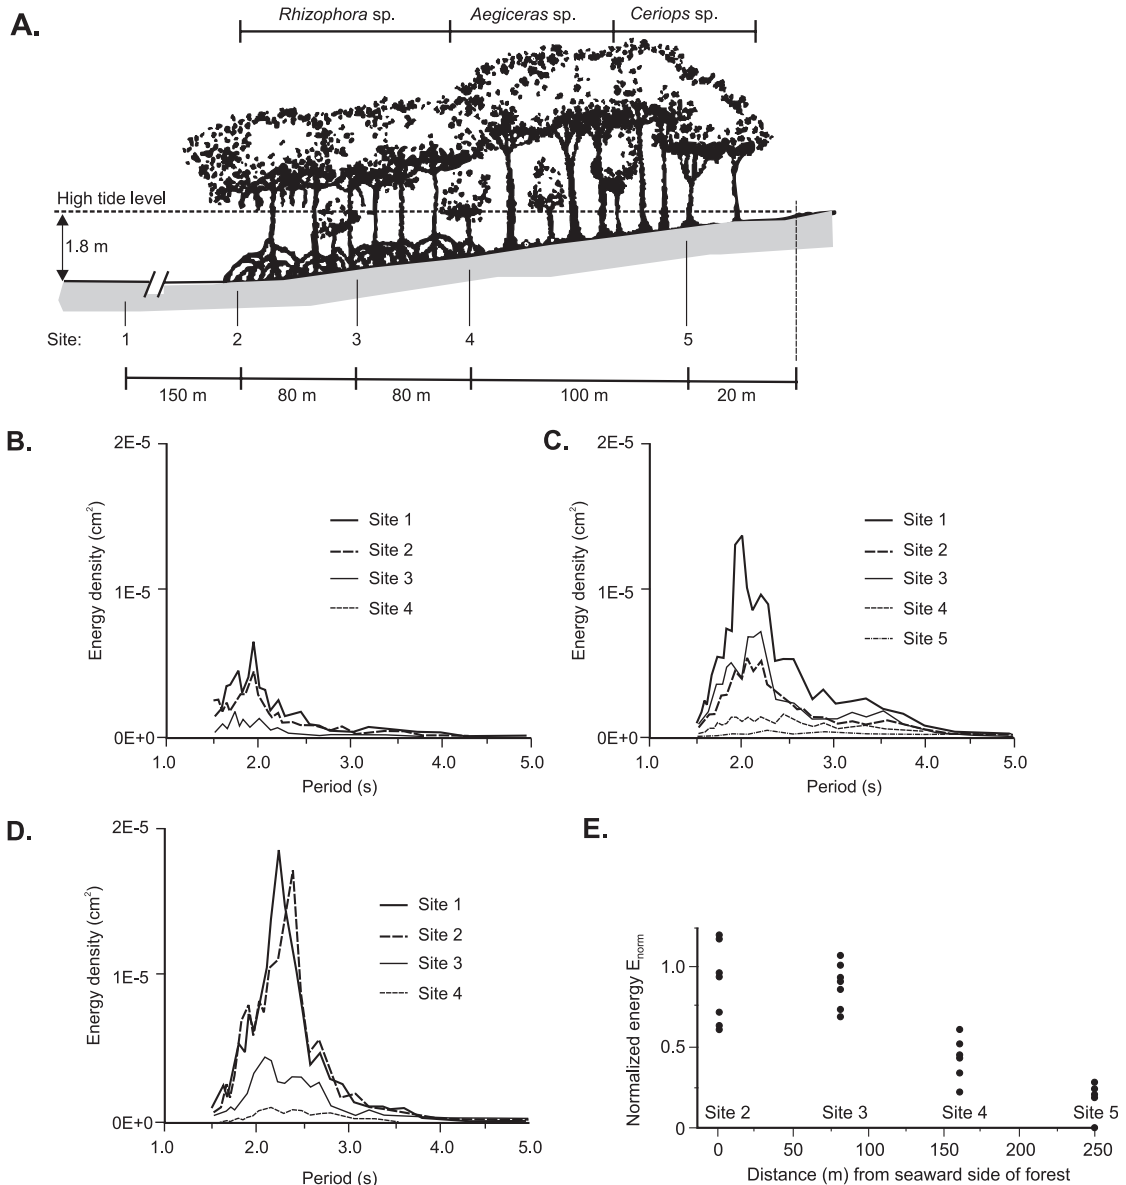 A.
Rhizophora sp.
Aegiceras sp.
Ceriops sp.
High tide level
1.8 m
Site: 1 2 3 4 5
150 m 80 m 80 m 100 m 20 m
B.
2E-5
1E-5
0E+0
Energy density (cm²)
Site 1
Site 2
Site 3
Site 4
1.0 2.0 3.0 4.0 5.0
Period (s)
C.
2E-5
1E-5
0E+0
Energy density (cm²)
Site 1
Site 2
Site 3
Site 4
Site 5
1.0 2.0 3.0 4.0 5.0
Period (s)
D.
2E-5
1E-5
0E+0
Energy density (cm²)
Site 1
Site 2
Site 3
Site 4
1.0 2.0 3.0 4.0 5.0
Period (s)
E.
Normalized energy Enorm
1.0
0.5
0
Site 2 Site 3 Site 4 Site 5
0 50 100 150 200 250
Distance (m) from seaward side of forest